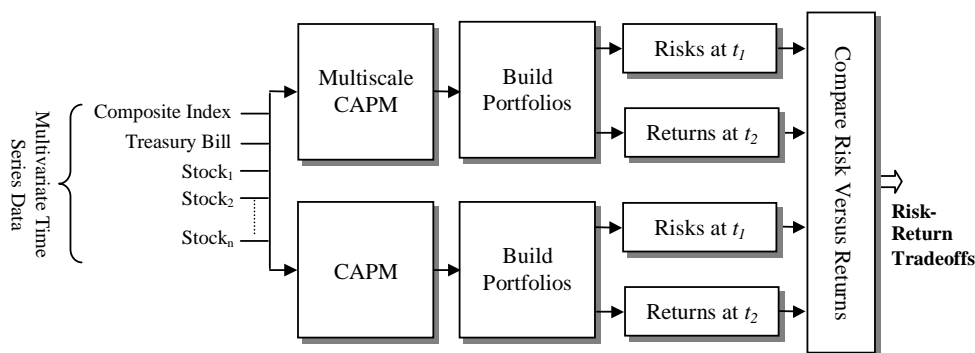 Multivariate Time
Series Data
Composite Index
Treasury Bill
Stock₁
Stock₂
Stockₙ
Multiscale
CAPM
Build
Portfolios
Risks at t₁
Returns at t₂
CAPM
Build
Portfolios
Risks at t₁
Returns at t₂
Compare Risk Versus Returns
Risk-
Return
Tradeoffs